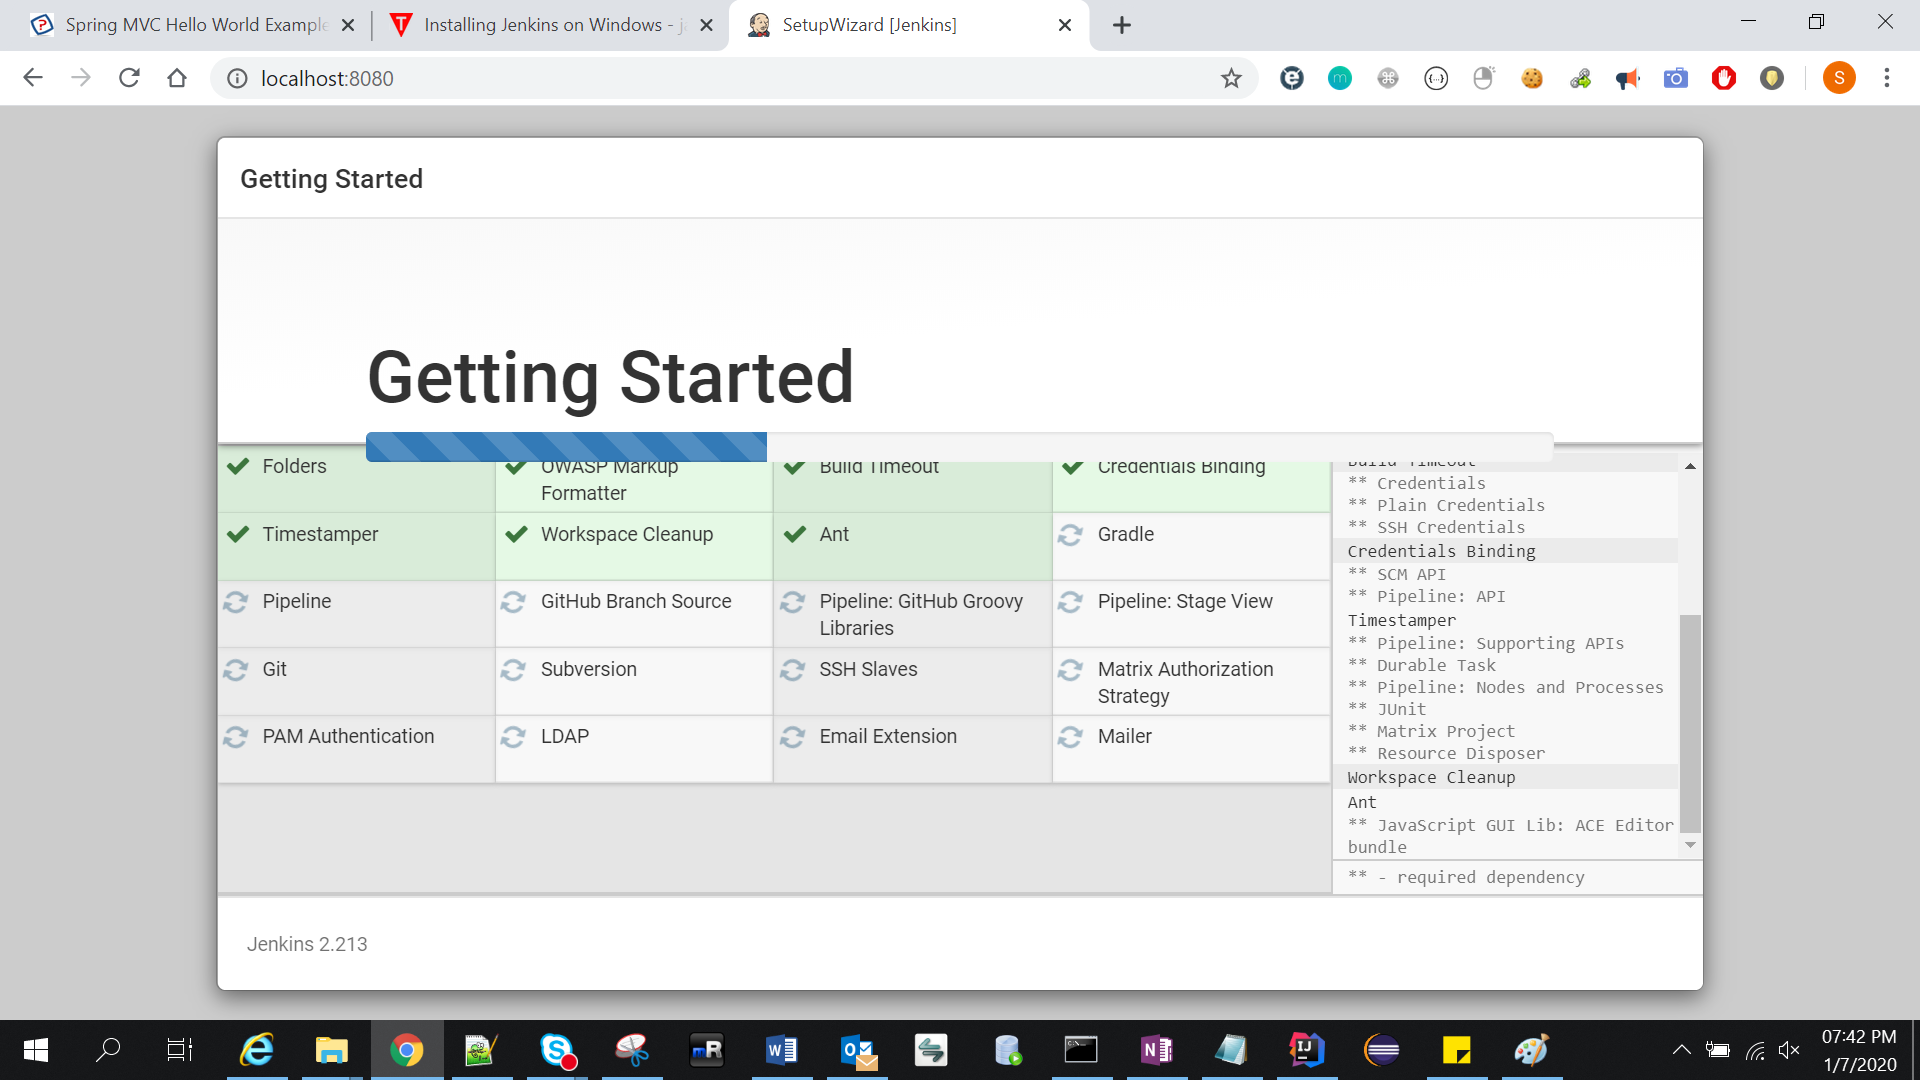 Spring MVC Hello World Example
Installing Jenkins on Windows - j
SetupWizard [Jenkins]
localhost:8080
S
Getting Started
Getting Started
Folders
OWASP Markup
Formatter
Build Timeout
Credentials Binding
Timestamper
Workspace Cleanup
Ant
Gradle
Pipeline
GitHub Branch Source
Pipeline: GitHub Groovy
Libraries
Pipeline: Stage View
Git
Subversion
SSH Slaves
Matrix Authorization
Strategy
PAM Authentication
LDAP
Email Extension
Mailer
Build Timeout
** Credentials
** Plain Credentials
** SSH Credentials
Credentials Binding
** SCM API
** Pipeline: API
Timestamper
** Pipeline: Supporting APIs
** Durable Task
** Pipeline: Nodes and Processes
** JUnit
** Matrix Project
** Resource Disposer
Workspace Cleanup
Ant
** JavaScript GUI Lib: ACE Editor
bundle
** - required dependency
Jenkins 2.213
07:42 PM
1/7/2020